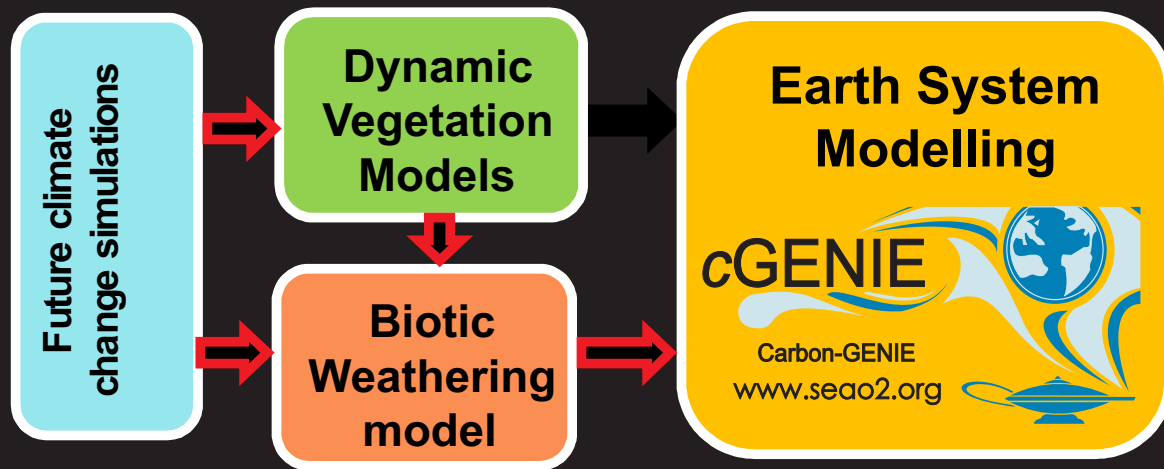 Future climate
change simulations
Dynamic
Vegetation
Models
Biotic
Weathering
model
Earth System
Modelling
cGENIE
Carbon-GENIE
www.seao2.org